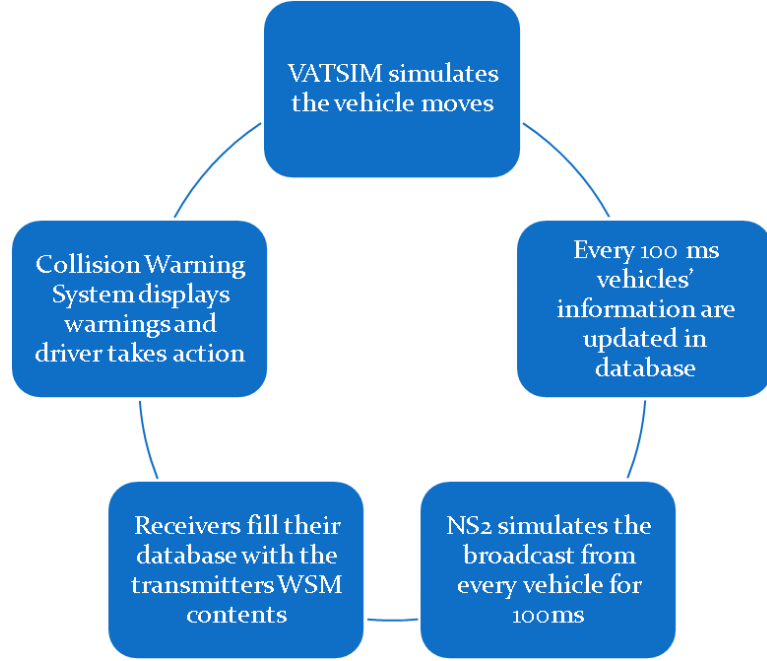 VATSIM simulates
the vehicle moves
Every 100 ms
vehicles’
information are
updated in
database
NS2 simulates the
broadcast from
every vehicle for
100ms
Receivers fill their
database with the
transmitters WSM
contents
Collision Warning
System displays
warnings and
driver takes action